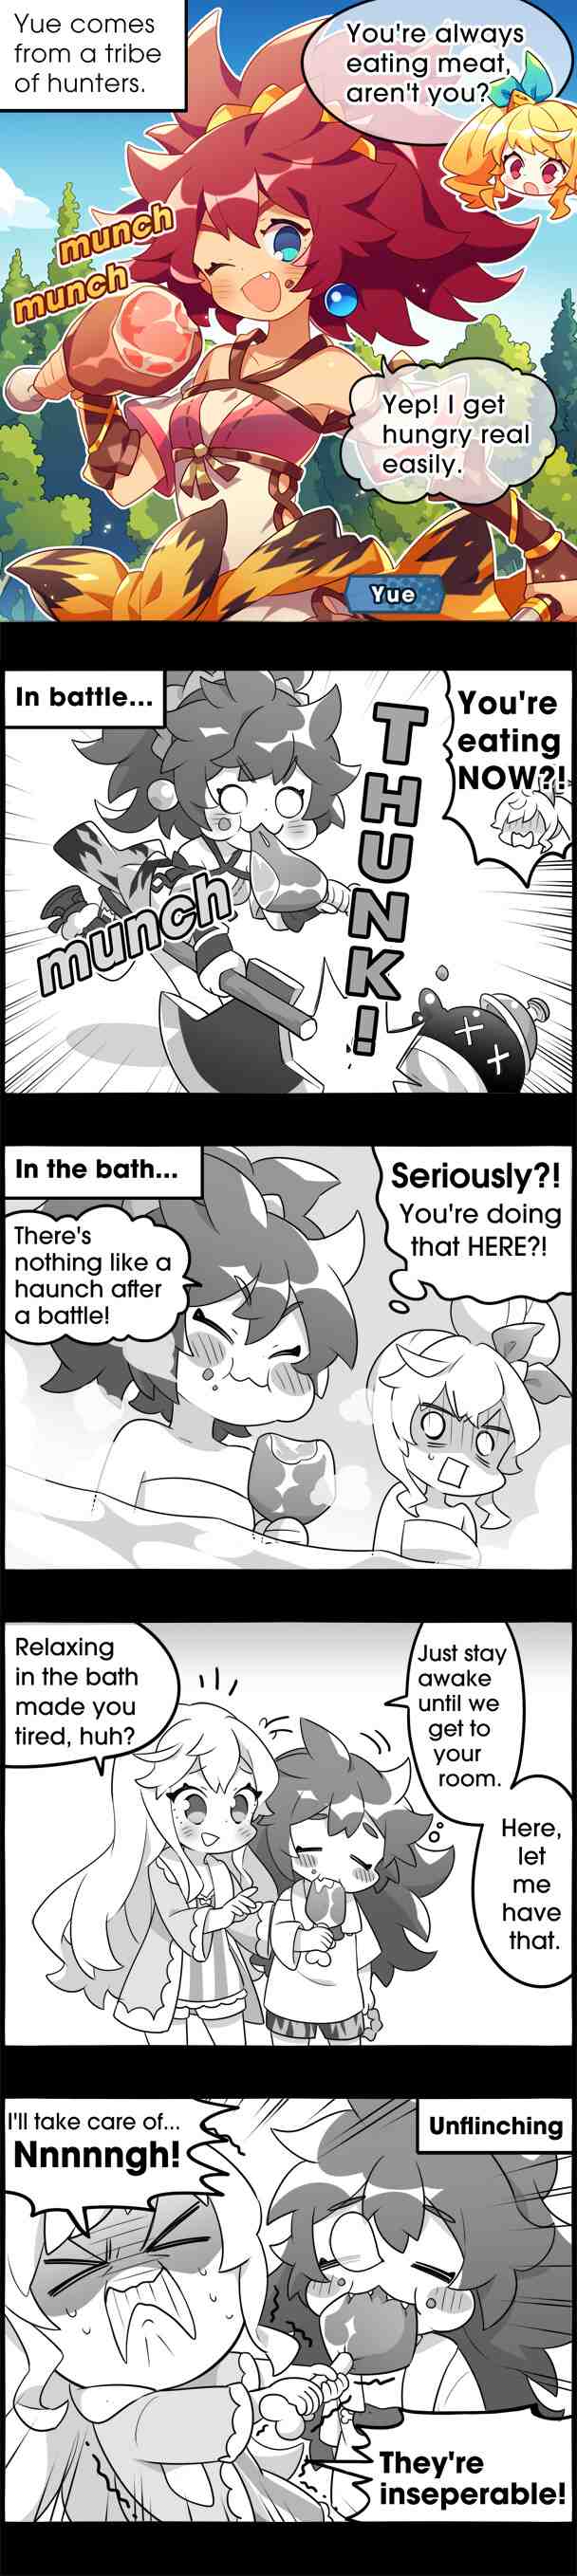 Yue comes
from a tribe
of hunters.
You're always
eating meat,
aren't you?
munch
munch
Yep! I get
hungry real
easily.
Yue
In battle...
You're
eating
NOW?!
THUNK!
munch
In the bath...
Seriously?!
You're doing
that HERE?!
There's
nothing like a
haunch after
a battle!
Relaxing
in the bath
made you
tired, huh?
Just stay
awake
until we
get to
your
room.
Here,
let
me
have
that.
I'll take care of...
Nnnnngh!
Unflinching
They're
inseperable!